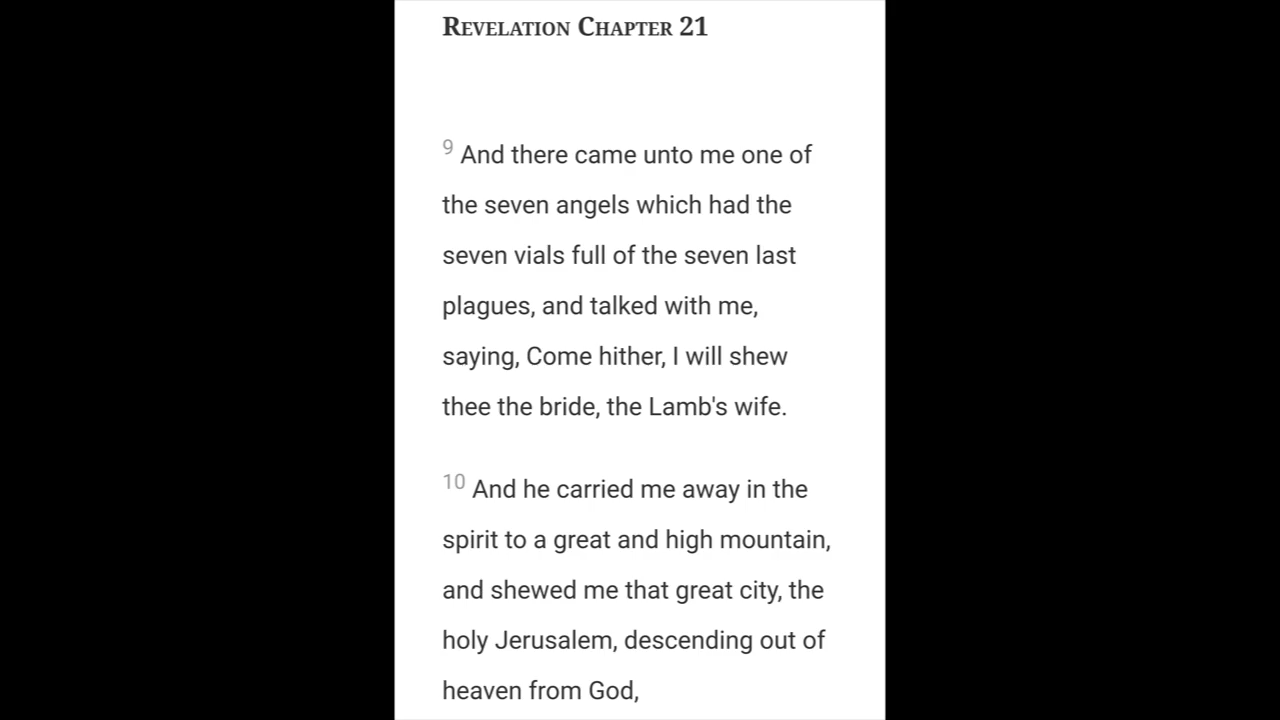 Revelation Chapter 21
9 And there came unto me one of
the seven angels which had the
seven vials full of the seven last
plagues, and talked with me,
saying, Come hither, I will shew
thee the bride, the Lamb's wife.
10 And he carried me away in the
spirit to a great and high mountain,
and shewed me that great city, the
holy Jerusalem, descending out of
heaven from God,